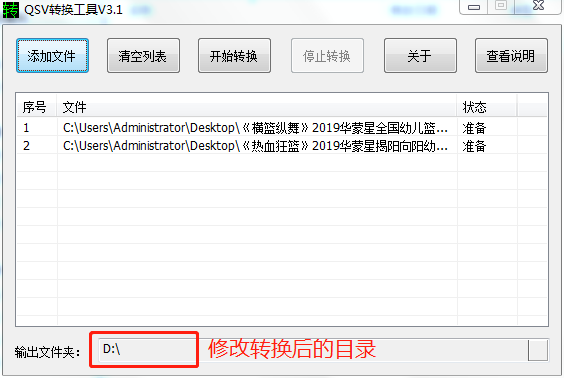 转 QSV转换工具V3.1
添加文件 清空列表 开始转换 停止转换 关于 查看说明
序号 文件 状态
1 C:\Users\Administrator\Desktop\《横篮纵舞》2019华蒙星全国幼儿篮... 准备
2 C:\Users\Administrator\Desktop\《热血狂篮》2019华蒙星揭阳向阳幼... 准备
输出文件夹: D:\ 修改转换后的目录